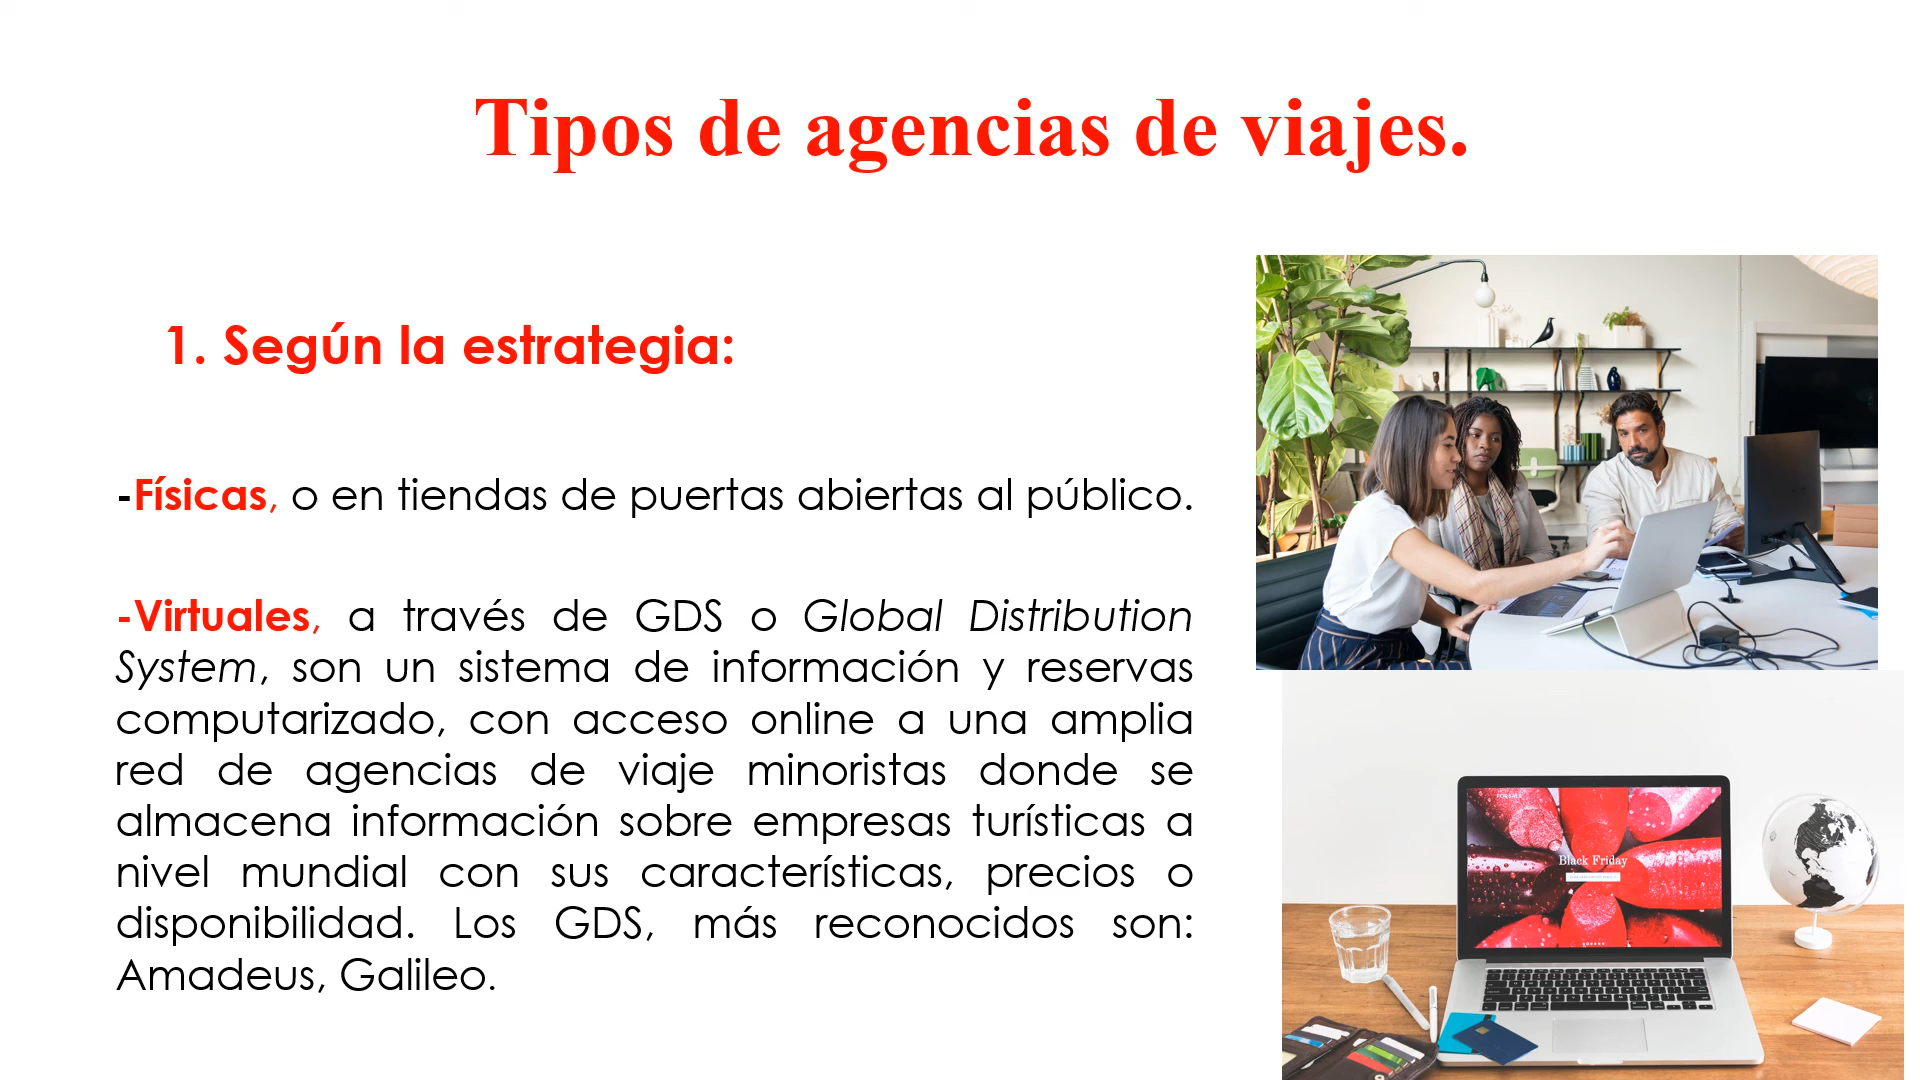 Tipos de agencias de viajes.
1. Según la estrategia:
-Físicas, o en tiendas de puertas abiertas al público.
-Virtuales, a través de GDS o Global Distribution
System, son un sistema de información y reservas
computarizado, con acceso online a una amplia
red de agencias de viaje minoristas donde se
almacena información sobre empresas turísticas a
nivel mundial con sus características, precios o
disponibilidad. Los GDS, más reconocidos son:
Amadeus, Galileo.
Black Friday